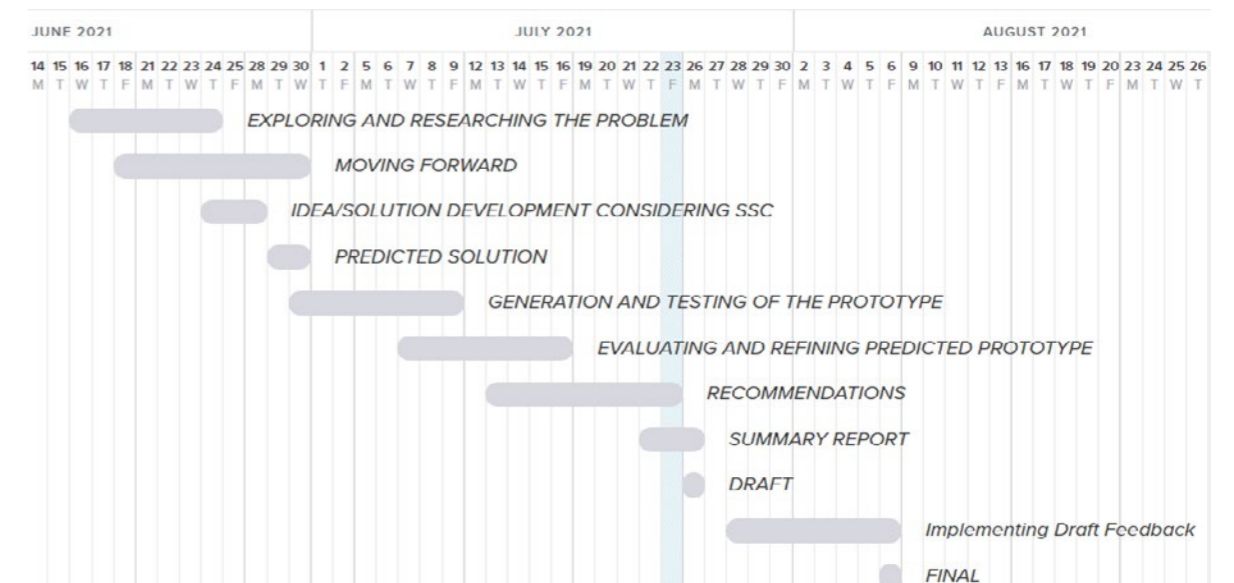 JUNE 2021 JULY 2021 AUGUST 2021
14 15 16 17 18 21 22 23 24 25 28 29 30 1 2 5 6 7 8 9 12 13 14 15 16 19 20 21 22 23 26 27 28 29 30 2 3 4 5 6 9 10 11 12 13 16 17 18 19 20 23 24 25 26
M T W T F M T W T F M T W T F M T W T F M T W T F M T W T F M T W T F M T W T F M T W T F M T W T F M T W T
EXPLORING AND RESEARCHING THE PROBLEM
MOVING FORWARD
IDEA/SOLUTION DEVELOPMENT CONSIDERING SSC
PREDICTED SOLUTION
GENERATION AND TESTING OF THE PROTOTYPE
EVALUATING AND REFINING PREDICTED PROTOTYPE
RECOMMENDATIONS
SUMMARY REPORT
DRAFT
Implementing Draft Feedback
FINAL